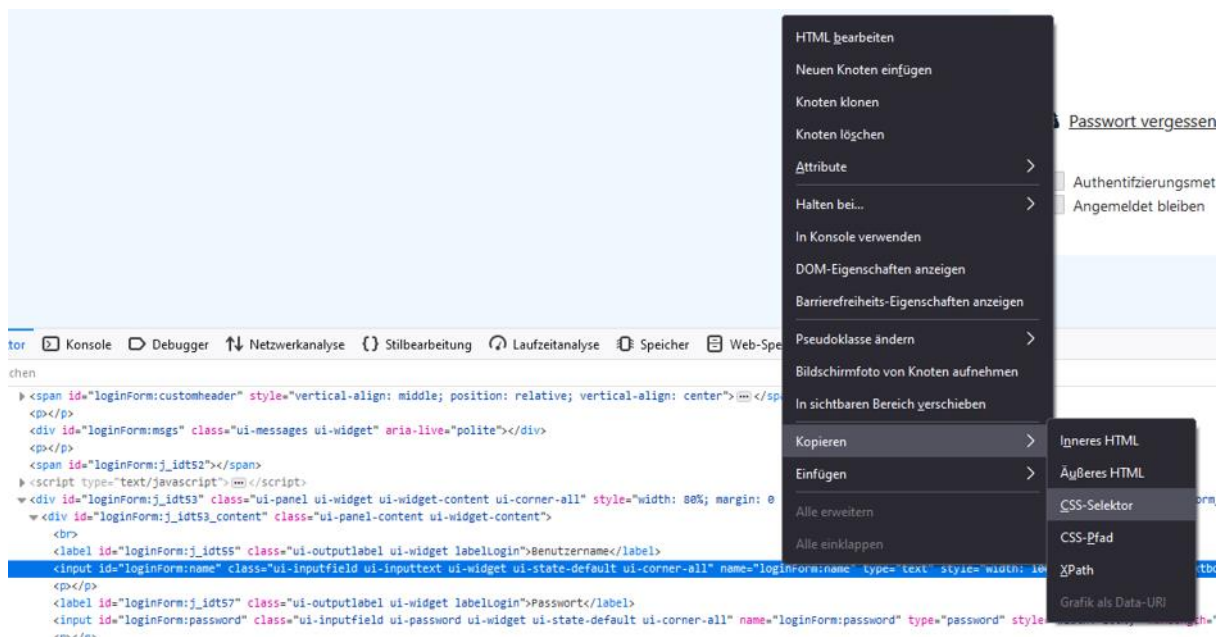 HTML bearbeiten
Neuen Knoten einfügen
Knoten klonen
Knoten löschen
Attribute
Halten bei...
In Konsole verwenden
DOM-Eigenschaften anzeigen
Barrierefreiheits-Eigenschaften anzeigen
Pseudoklasse ändern
Bildschirmfoto von Knoten aufnehmen
In sichtbaren Bereich verschieben
Kopieren
Einfügen
Alle erweitern
Alle einklappen
Inneres HTML
Äußeres HTML
CSS-Selektor
CSS-Pfad
XPath
Grafik als Data-URI
Passwort vergessen
Authentifzierungsmet
Angemeldet bleiben
tor Konsole Debugger Netzwerkanalyse {} Stilbearbeitung Laufzeitanalyse Speicher Web-Spe
chen
<span id="loginForm:customheader" style="vertical-align: middle; position: relative; vertical-align: center"></sp
<p></p>
<div id="loginForm:msgs" class="ui-messages ui-widget" aria-live="polite"></div>
<p></p>
<span id="loginForm:j_idt52"></span>
<script type="text/javascript"></script>
<div id="loginForm:j_idt53" class="ui-panel ui-widget ui-widget-content ui-corner-all" style="width: 80%; margin: 0
<div id="loginForm:j_idt53_content" class="ui-panel-content ui-widget-content">
<br>
<label id="loginForm:j_idt55" class="ui-outputlabel ui-widget labelLogin">Benutzername</label>
<input id="loginForm:name" class="ui-inputfield ui-inputtext ui-widget ui-state-default ui-corner-all" name="loginForm:name" type="text" style="width: 10
<p></p>
<label id="loginForm:j_idt57" class="ui-outputlabel ui-widget labelLogin">Passwort</label>
<input id="loginForm:password" class="ui-inputfield ui-password ui-widget ui-state-default ui-corner-all" name="loginForm:password" type="password" style